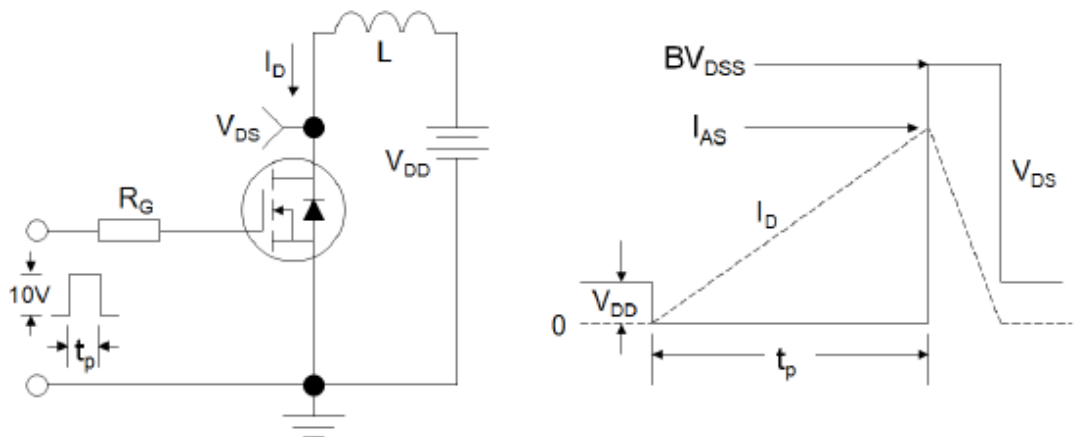 L
I_D
V_DS
V_DD
R_G
10V
t_p
BV_DSS
I_AS
V_DS
I_D
V_DD
0
t_p